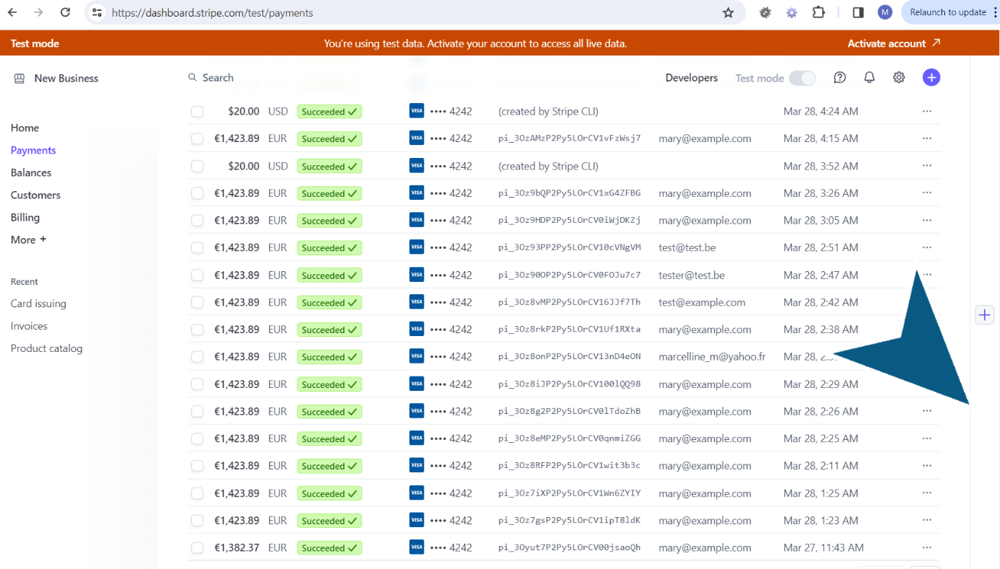 https://dashboard.stripe.com/test/payments M Relaunch to update
Test mode You're using test data. Activate your account to access all live data. Activate account
New Business Search Developers Test mode
Home
Payments
Balances
Customers
Billing
More +
Recent
Card issuing
Invoices
Product catalog
$20.00 USD Succeeded VISA •••• 4242 (created by Stripe CLI) Mar 28, 4:24 AM
€1,423.89 EUR Succeeded VISA •••• 4242 pi_3OzAMzP2Py5LOrCV1vFzWsj7 mary@example.com Mar 28, 4:15 AM
$20.00 USD Succeeded VISA •••• 4242 (created by Stripe CLI) Mar 28, 3:52 AM
€1,423.89 EUR Succeeded VISA •••• 4242 pi_3Oz9bQP2Py5LOrCV1xG4ZFBG mary@example.com Mar 28, 3:26 AM
€1,423.89 EUR Succeeded VISA •••• 4242 pi_3Oz9HDP2Py5LOrCV0iWjDKZj mary@example.com Mar 28, 3:05 AM
€1,423.89 EUR Succeeded VISA •••• 4242 pi_3Oz93PP2Py5LOrCV10cVNgVM test@test.be Mar 28, 2:51 AM
€1,423.89 EUR Succeeded VISA •••• 4242 pi_3Oz90OP2Py5LOrCV0FOJu7c7 tester@test.be Mar 28, 2:47 AM
€1,423.89 EUR Succeeded VISA •••• 4242 pi_3Oz8vMP2Py5LOrCV16JJf7Th test@example.com Mar 28, 2:42 AM
€1,423.89 EUR Succeeded VISA •••• 4242 pi_3Oz8rkP2Py5LOrCV1Uf1RXta mary@example.com Mar 28, 2:38 AM
€1,423.89 EUR Succeeded VISA •••• 4242 pi_3Oz8onP2Py5LOrCV13nD4eON marcelline_m@yahoo.fr Mar 28,
€1,423.89 EUR Succeeded VISA •••• 4242 pi_3Oz8iJP2Py5LOrCV100lQQ98 mary@example.com Mar 28, 2:29 AM
€1,423.89 EUR Succeeded VISA •••• 4242 pi_3Oz8g2P2Py5LOrCV0lTdoZhB mary@example.com Mar 28, 2:26 AM
€1,423.89 EUR Succeeded VISA •••• 4242 pi_3Oz8eMP2Py5LOrCV0qnmiZGG mary@example.com Mar 28, 2:25 AM
€1,423.89 EUR Succeeded VISA •••• 4242 pi_3Oz8RFP2Py5LOrCV1wit3b3c mary@example.com Mar 28, 2:11 AM
€1,423.89 EUR Succeeded VISA •••• 4242 pi_3Oz7iXP2Py5LOrCV1Wn6ZYIY mary@example.com Mar 28, 1:25 AM
€1,423.89 EUR Succeeded VISA •••• 4242 pi_3Oz7gsP2Py5LOrCV1ipT8ldK mary@example.com Mar 28, 1:23 AM
€1,382.37 EUR Succeeded VISA •••• 4242 pi_3Oyut7P2Py5LOrCV00jsaoQh mary@example.com Mar 27, 11:43 AM